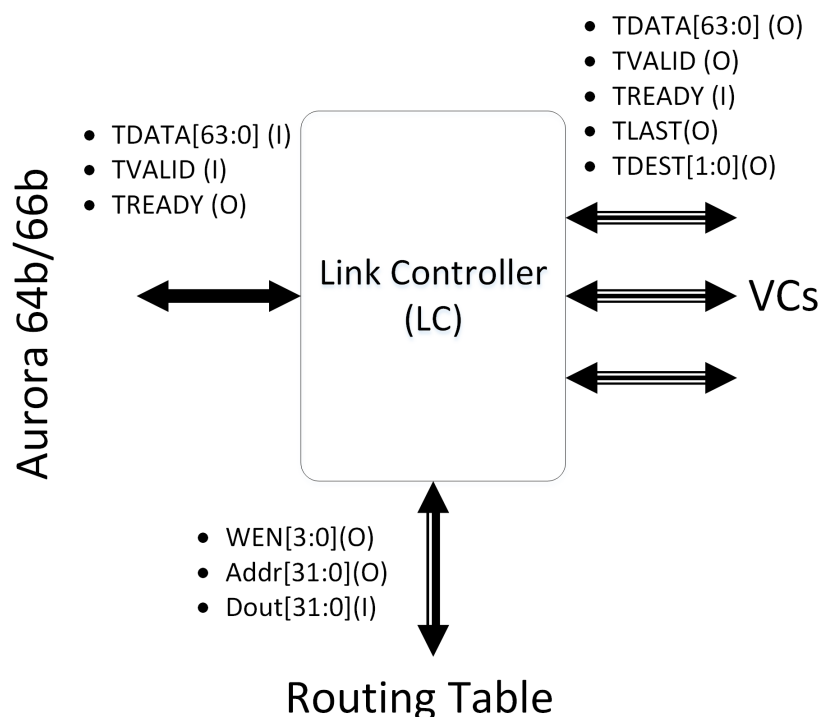 • TDATA[63:0] (O)
• TVALID (O)
• TREADY (I)
• TLAST(O)
• TDEST[1:0](O)
• TDATA[63:0] (I)
• TVALID (I)
• TREADY (O)
Aurora 64b/66b
Link Controller
(LC)
VCs
• WEN[3:0](O)
• Addr[31:0](O)
• Dout[31:0](I)
Routing Table